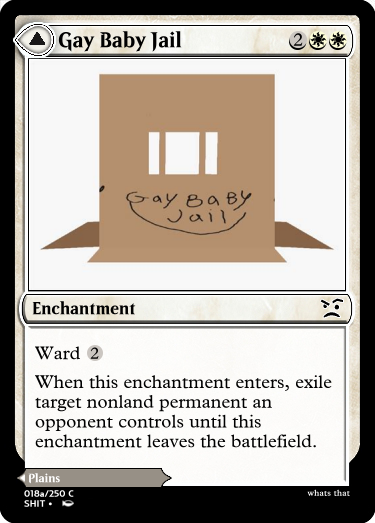 Gay Baby Jail 2
Gay BaBy
Jail
Enchantment
Ward 2
When this enchantment enters, exile
target nonland permanent an
opponent controls until this
enchantment leaves the battlefield.
Plains
018a/250 C
SHIT •
whats that